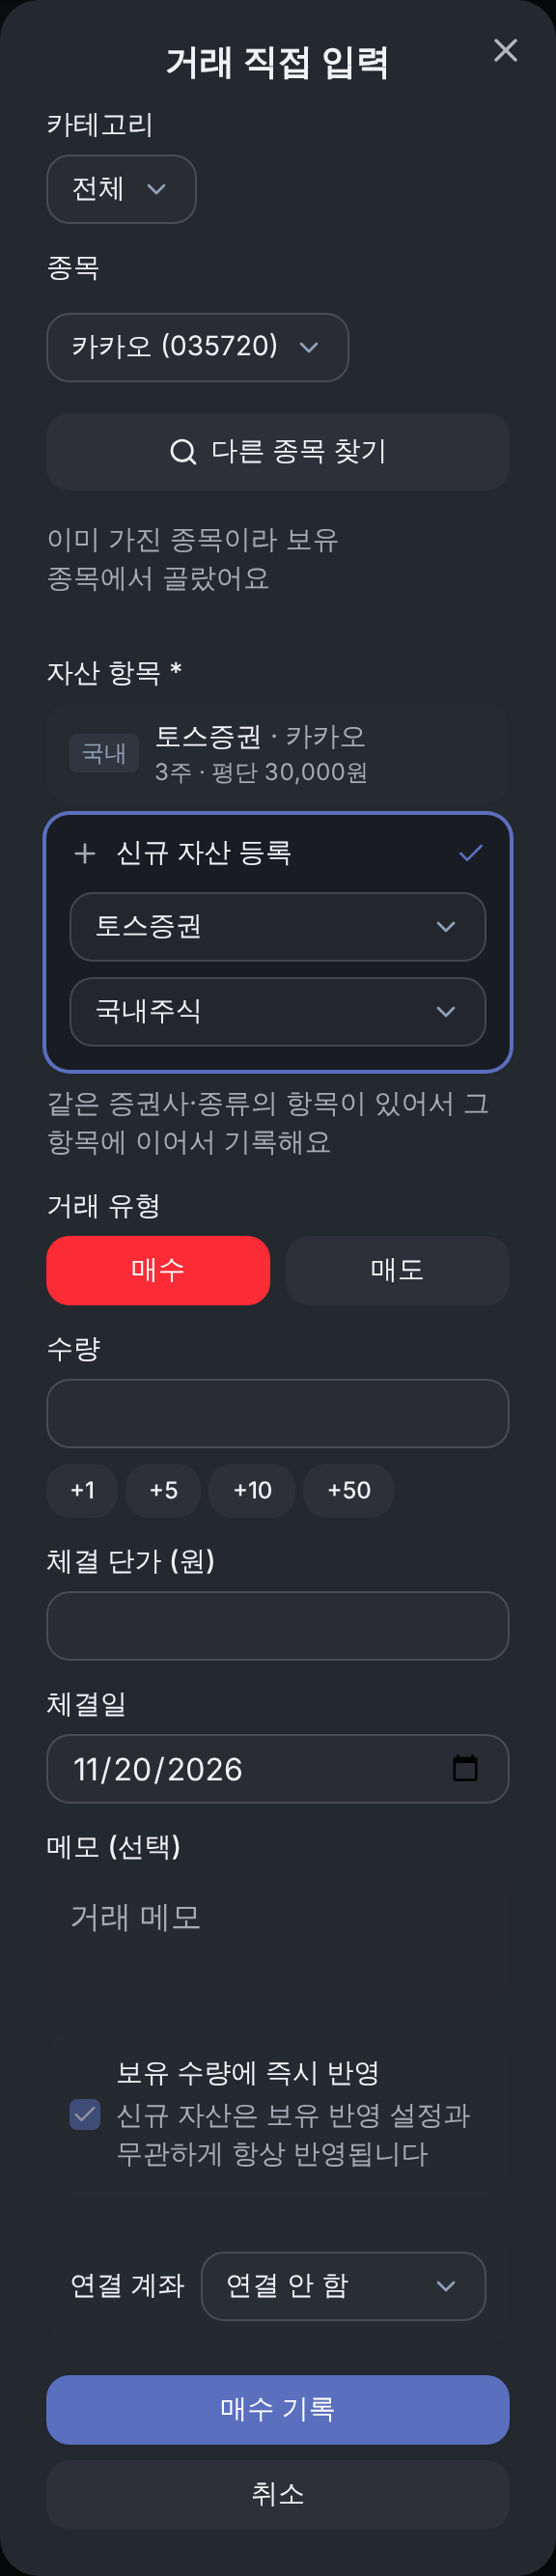 거래 직접 입력
카테고리
전체
종목
카카오 (035720)
다른 종목 찾기
이미 가진 종목이라 보유
종목에서 골랐어요
자산 항목 *
국내
토스증권 · 카카오
3주 · 평단 30,000원
신규 자산 등록
토스증권
국내주식
같은 증권사·종류의 항목이 있어서 그
항목에 이어서 기록해요
거래 유형
매수 매도
수량
+1 +5 +10 +50
체결 단가 (원)
체결일
11/20/2026
메모 (선택)
거래 메모
보유 수량에 즉시 반영
신규 자산은 보유 반영 설정과
무관하게 항상 반영됩니다
연결 계좌 연결 안 함
매수 기록
취소